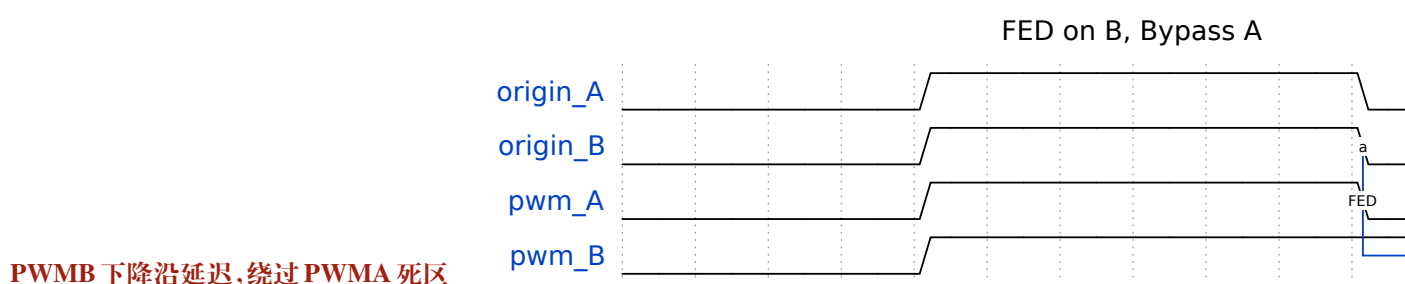 FED on B, Bypass A
origin_A
origin_B
a
pwm_A
FED
pwm_B
PWMB 下降沿延迟,绕过 PWMA 死区